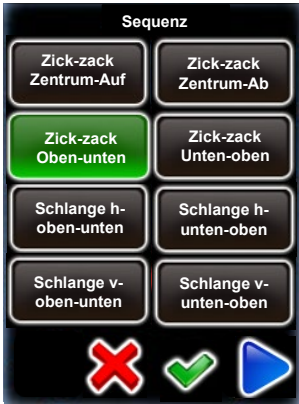 Sequenz
Zick-zack
Zentrum-Auf
Zick-zack
Zentrum-Ab
Zick-zack
Oben-unten
Zick-zack
Unten-oben
Schlange h-
oben-unten
Schlange h-
unten-oben
Schlange v-
oben-unten
Schlange v-
unten-oben